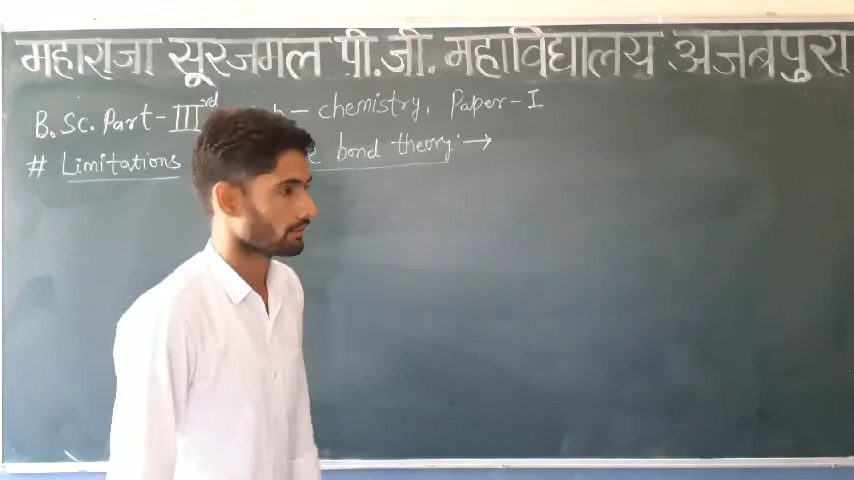 महाराजा सूरजमल पी.जी. महाविद्यालय अजबपुरा
B.Sc. Part-III rd - chemistry, Paper-I
# Limitations bond theory:→